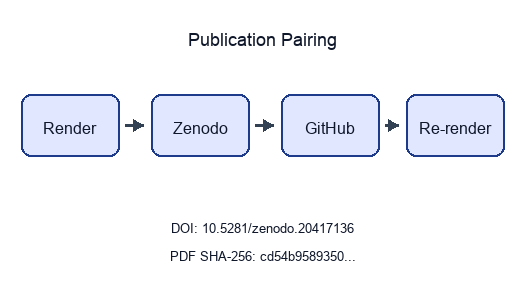 Publication Pairing
Render
Zenodo
GitHub
Re-render
DOI: 10.5281/zenodo.20417136
PDF SHA-256: cd54b9589350...